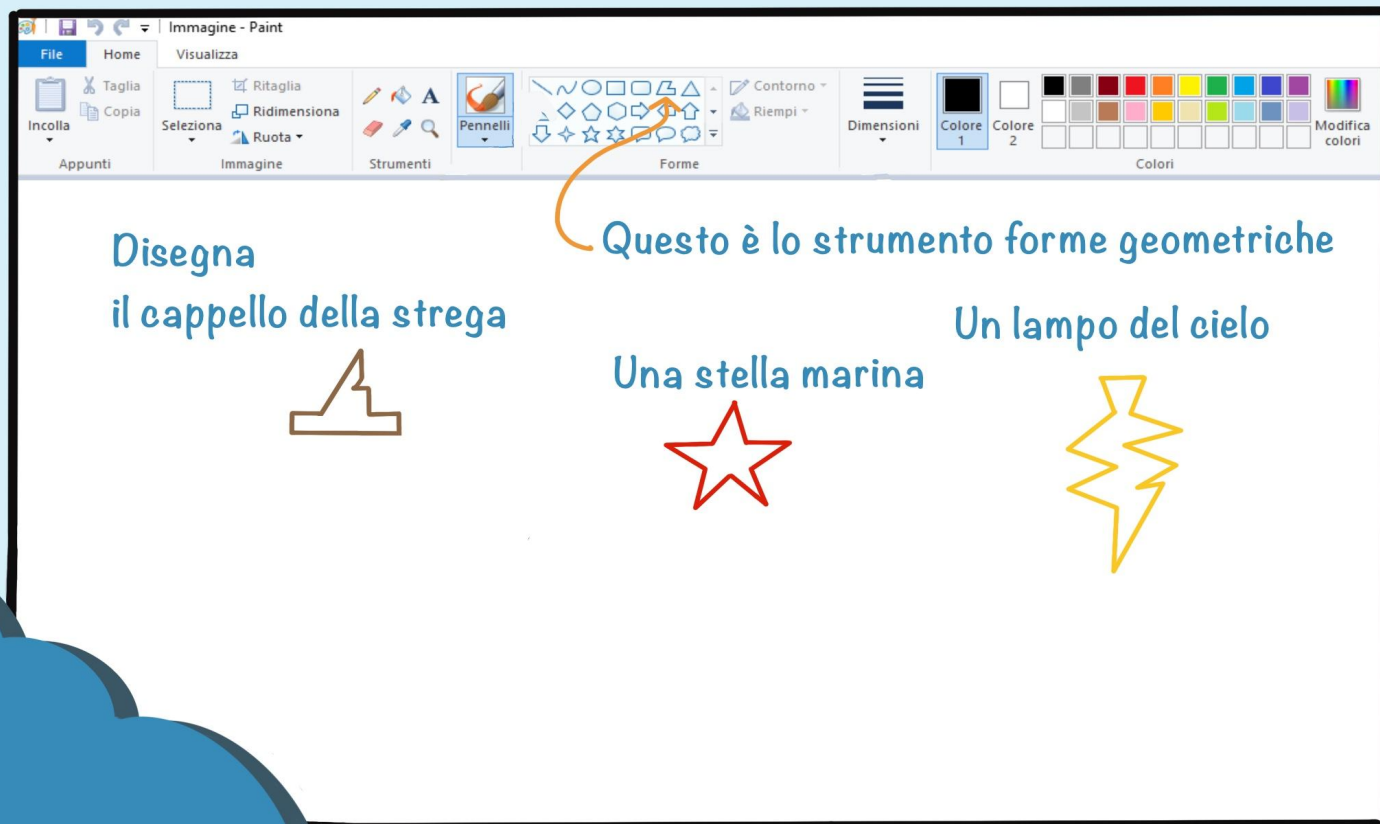 Immagine - Paint
File Home Visualizza
Incolla
Taglia
Copia
Appunti
Seleziona
Ritaglia
Ridimensiona
Ruota
Immagine
A
Strumenti
Pennelli
Forme
Contorno
Riempi
Dimensioni
Colore 1
Colore 2
Modifica colori
Colori
Questo è lo strumento forme geometriche
Disegna
il cappello della strega
Una stella marina
Un lampo del cielo